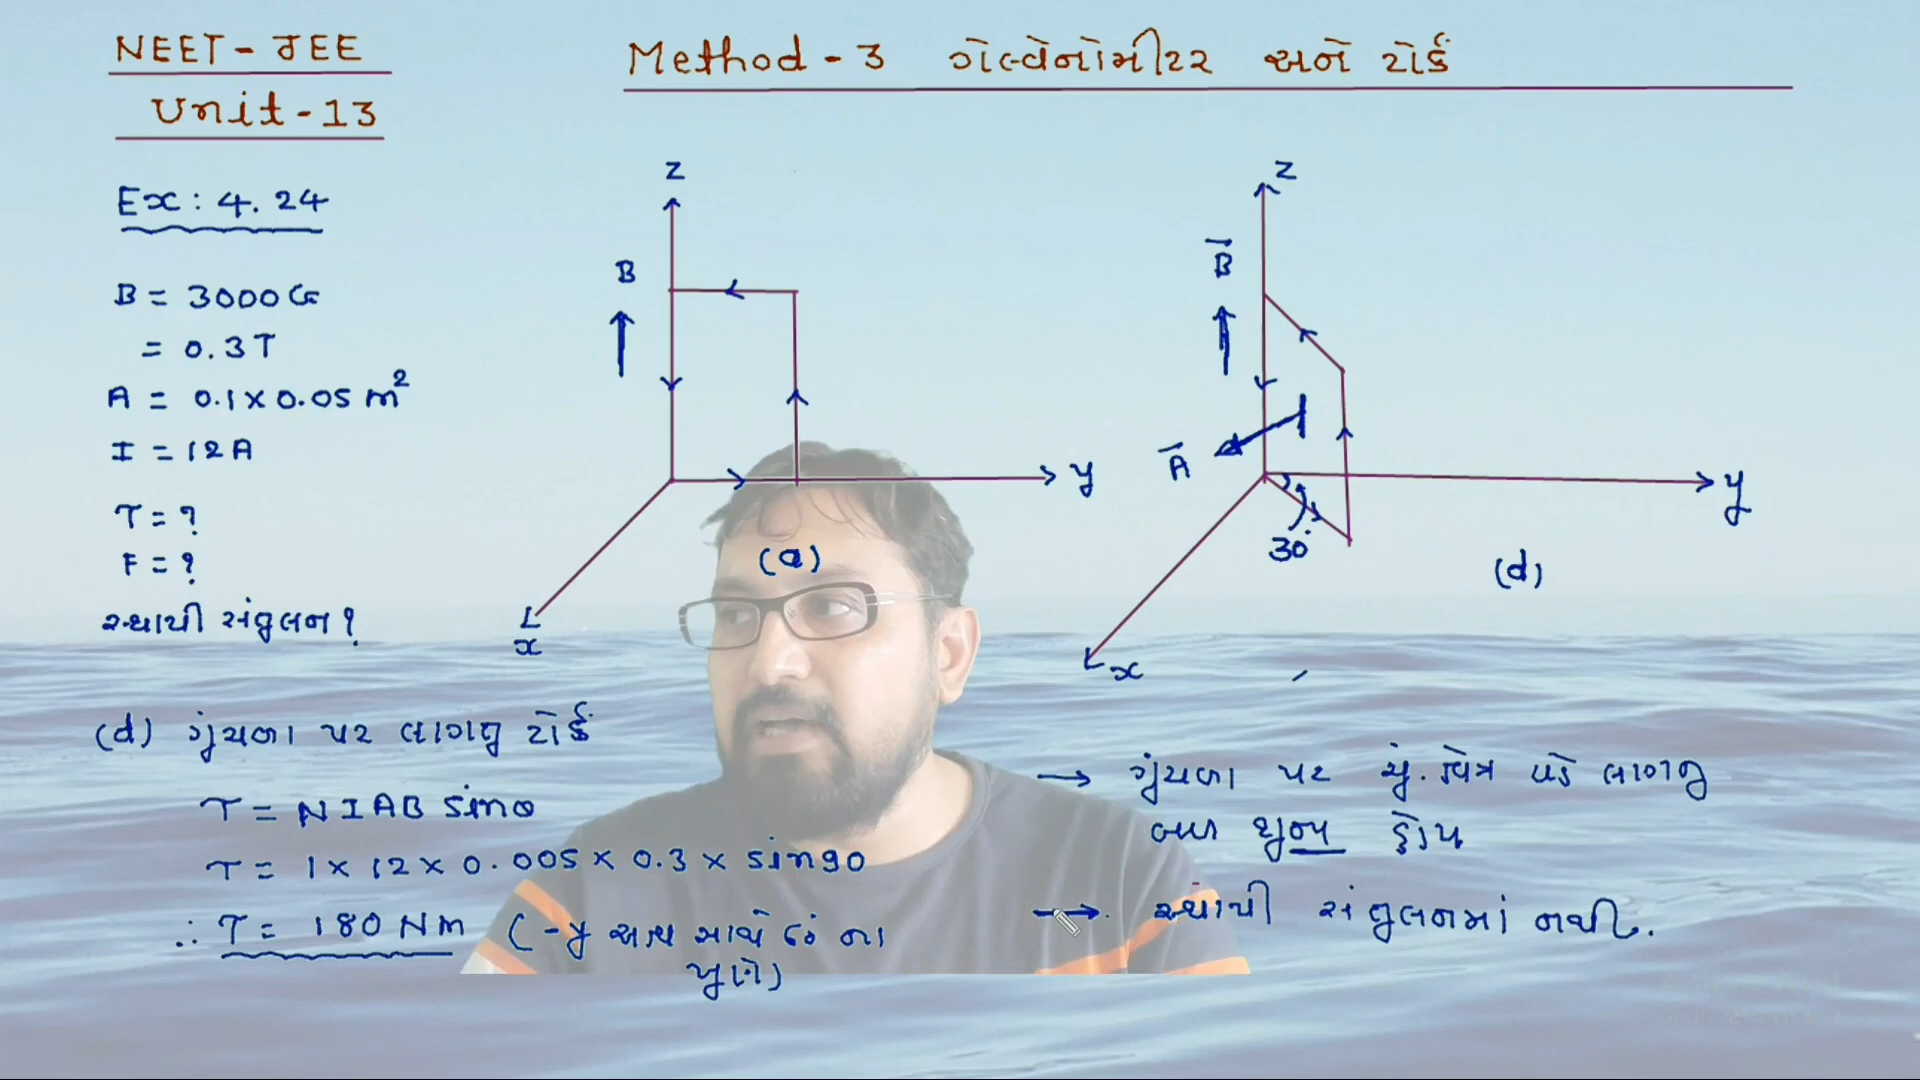 NEET - JEE
Unit - 13
Method - 3 ગેલ્વેનોમીટર અને ટોર્ક
Ex : 4.24
B = 3000 G
= 0.3 T
A = 0.1 x 0.05 m²
I = 12 A
τ = ?
F = ?
સ્થાયી સંતુલન ?
z
B
y
x
(a)
z
B⃗
A⃗
y
30°
x
(d)
(d) ગૂંચળા પર લાગતુ ટોર્ક
τ = NIAB sinθ
τ = 1 x 12 x 0.005 x 0.3 x sin90
∴ τ = 180 Nm (-y અક્ષ સાથે 60 ના
ખૂણે)
→ ગૂંચળા પર ચું. ક્ષેત્ર વડે લાગતુ
બળ શૂન્ય હોય
→ સ્થાયી સંતુલનમાં નથી.